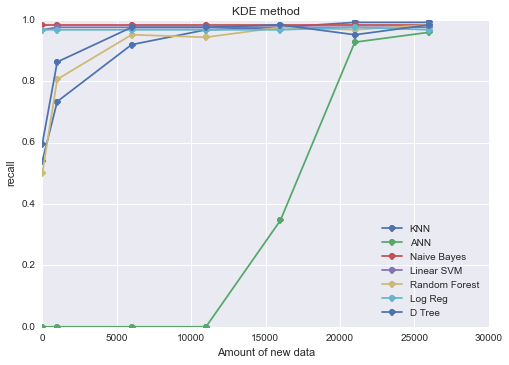 KDE method
1.0
0.8
0.6
0.4
0.2
0.0
recall
KNN
ANN
Naive Bayes
Linear SVM
Random Forest
Log Reg
D Tree
0 5000 10000 15000 20000 25000 30000
Amount of new data